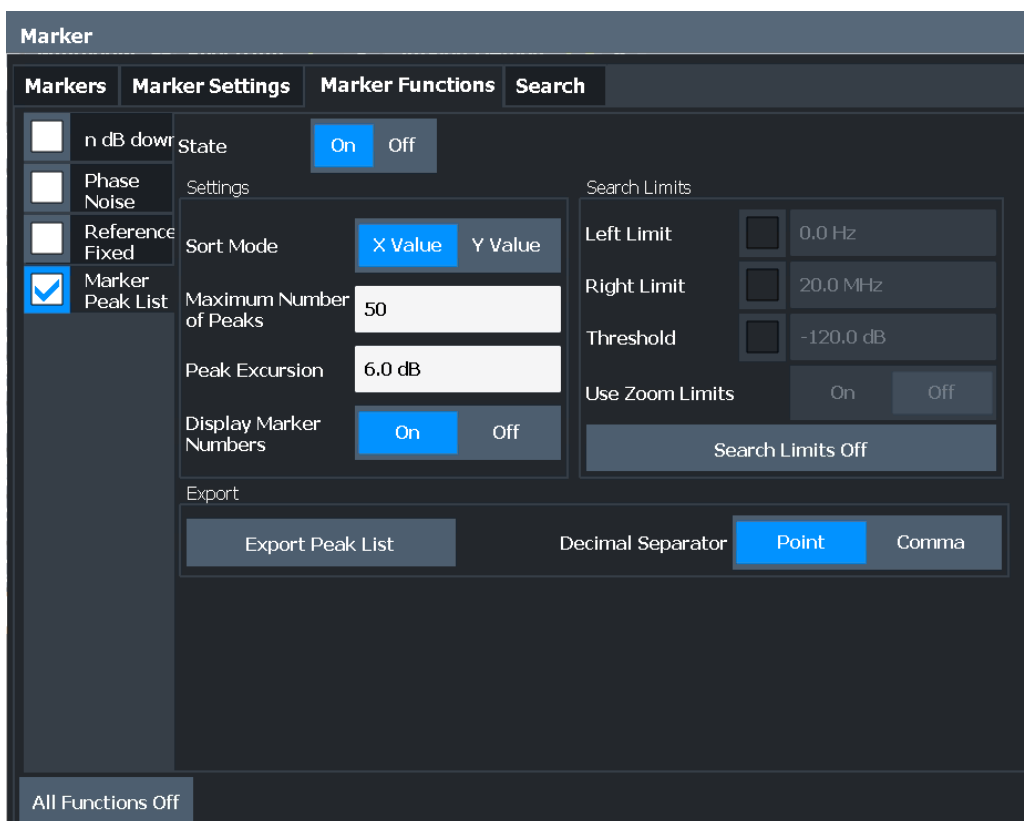 Marker
Markers Marker Settings Marker Functions Search
n dB down
Phase
Noise
Reference
Fixed
Marker
Peak List
State On Off
Settings
Sort Mode X Value Y Value
Maximum Number
of Peaks 50
Peak Excursion 6.0 dB
Display Marker
Numbers On Off
Search Limits
Left Limit 0.0 Hz
Right Limit 20.0 MHz
Threshold -120.0 dB
Use Zoom Limits On Off
Search Limits Off
Export
Export Peak List Decimal Separator Point Comma
All Functions Off